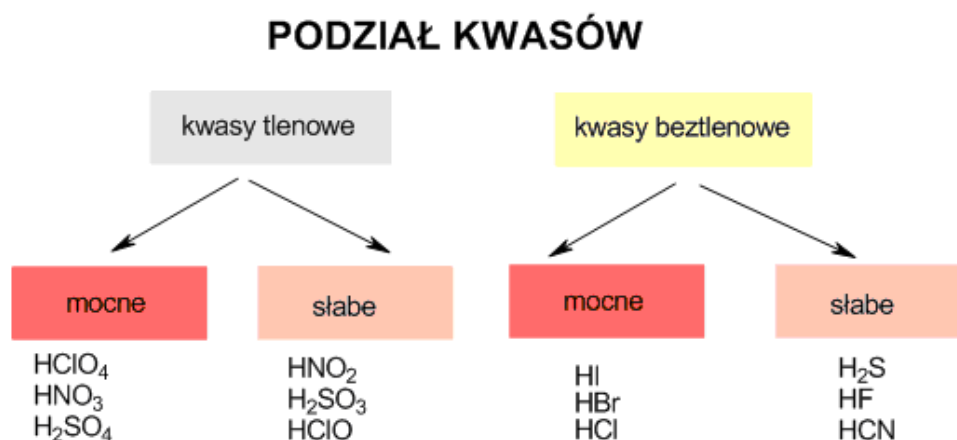 PODZIAŁ KWASÓW
kwasy tlenowe
kwasy beztlenowe
mocne
słabe
mocne
słabe
HClO₄
HNO₃
H₂SO₄
HNO₂
H₂SO₃
HClO
HI
HBr
HCl
H₂S
HF
HCN